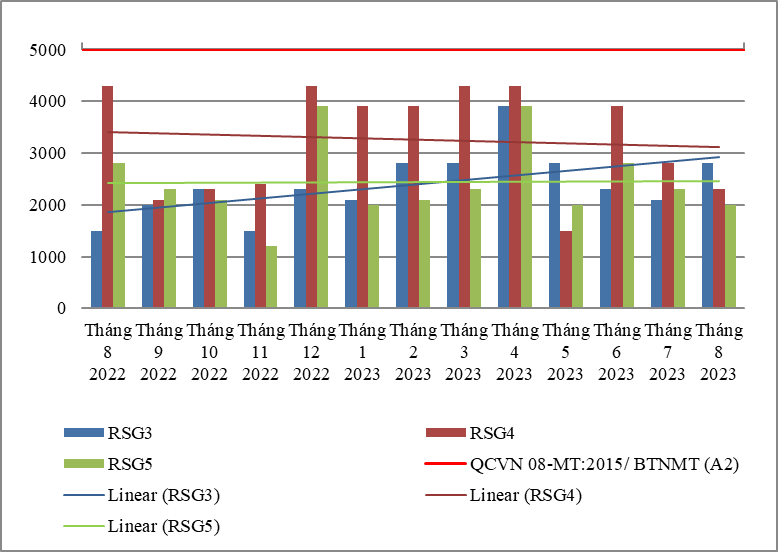 5000
4000
3000
2000
1000
0
Tháng Tháng Tháng Tháng Tháng Tháng Tháng Tháng Tháng Tháng Tháng Tháng Tháng
8 9 10 11 12 1 2 3 4 5 6 7 8
2022 2022 2022 2022 2022 2023 2023 2023 2023 2023 2023 2023 2023
RSG3 RSG4
RSG5 QCVN 08-MT:2015/ BTNMT (A2)
Linear (RSG3) Linear (RSG4)
Linear (RSG5)